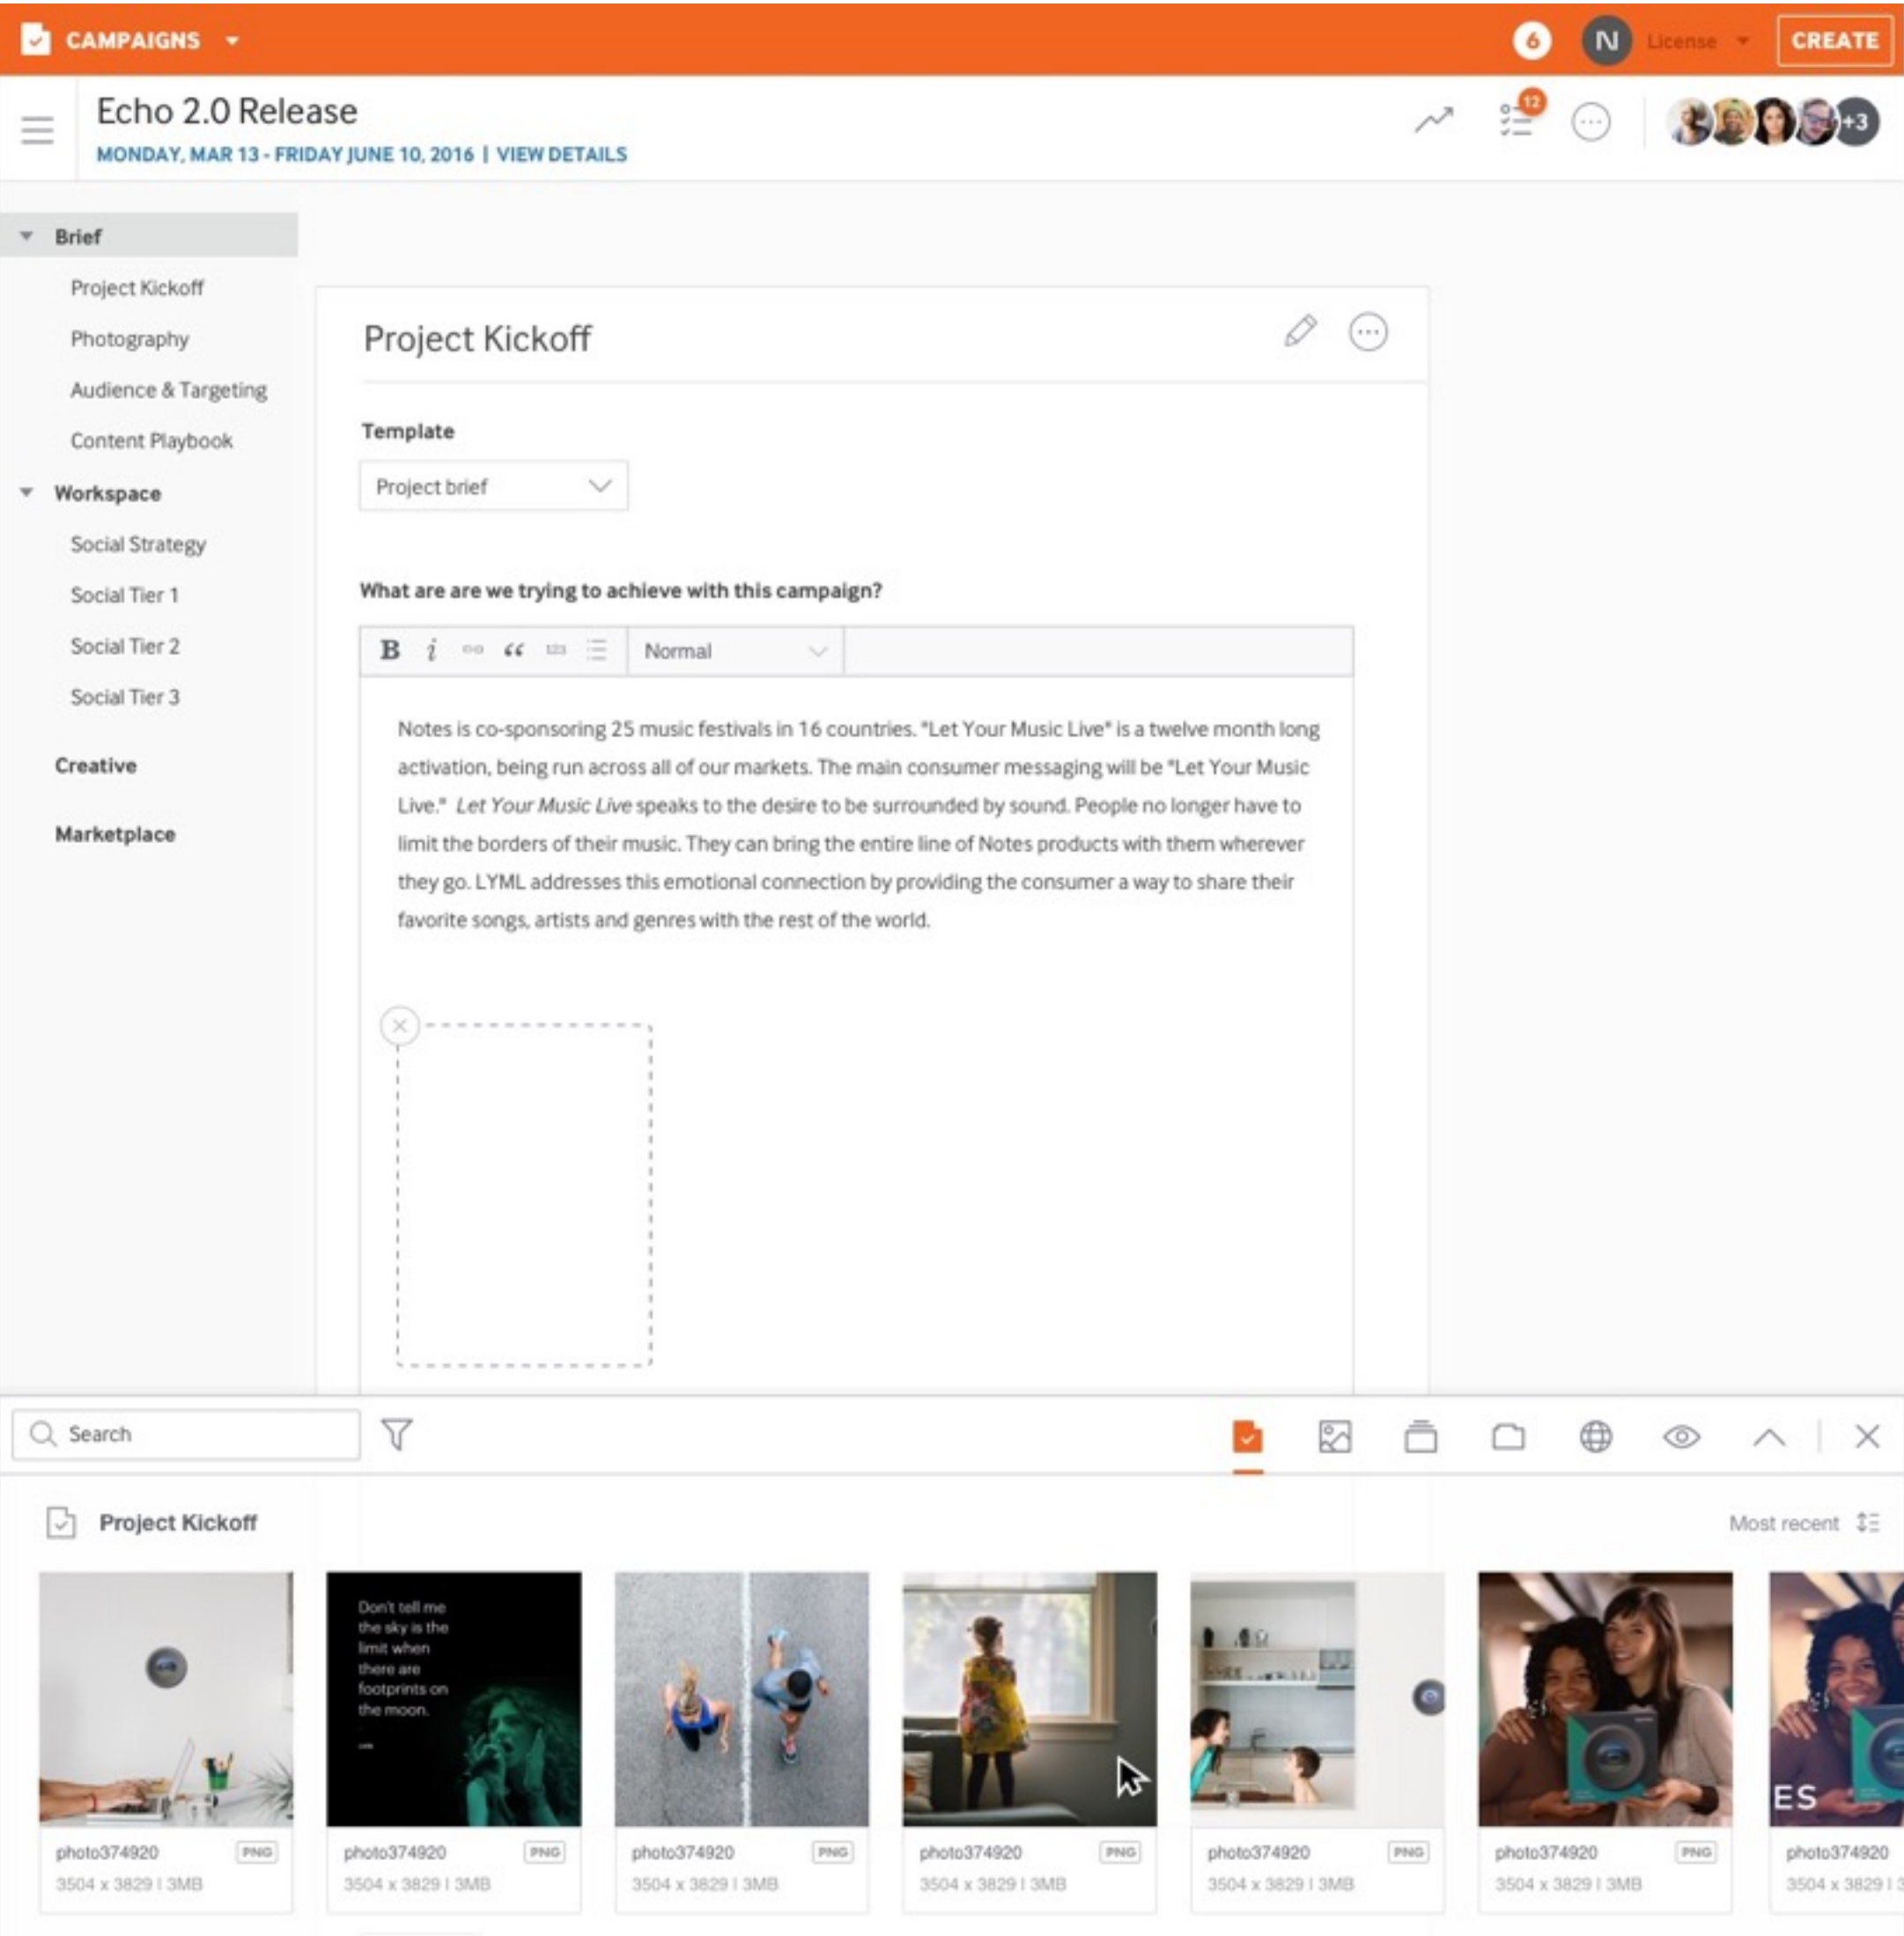 CAMPAIGNS
6
N
License
CREATE
Echo 2.0 Release
MONDAY, MAR 13 - FRIDAY JUNE 10, 2016 | VIEW DETAILS
12
+3
Brief
Project Kickoff
Photography
Audience & Targeting
Content Playbook
Workspace
Social Strategy
Social Tier 1
Social Tier 2
Social Tier 3
Creative
Marketplace
Project Kickoff
Template
Project brief
What are are we trying to achieve with this campaign?
B i “ 123 Normal
Notes is co-sponsoring 25 music festivals in 16 countries. "Let Your Music Live" is a twelve month long
activation, being run across all of our markets. The main consumer messaging will be "Let Your Music
Live." Let Your Music Live speaks to the desire to be surrounded by sound. People no longer have to
limit the borders of their music. They can bring the entire line of Notes products with them wherever
they go. LYML addresses this emotional connection by providing the consumer a way to share their
favorite songs, artists and genres with the rest of the world.
Search
Project Kickoff
Most recent
Don't tell me
the sky is the
limit when
there are
footprints on
the moon.
ES
photo374920 PNG
3504 x 3829 | 3MB
photo374920 PNG
3504 x 3829 | 3MB
photo374920 PNG
3504 x 3829 | 3MB
photo374920 PNG
3504 x 3829 | 3MB
photo374920 PNG
3504 x 3829 | 3MB
photo374920 PNG
3504 x 3829 | 3MB
photo374920
3504 x 3829 | 3